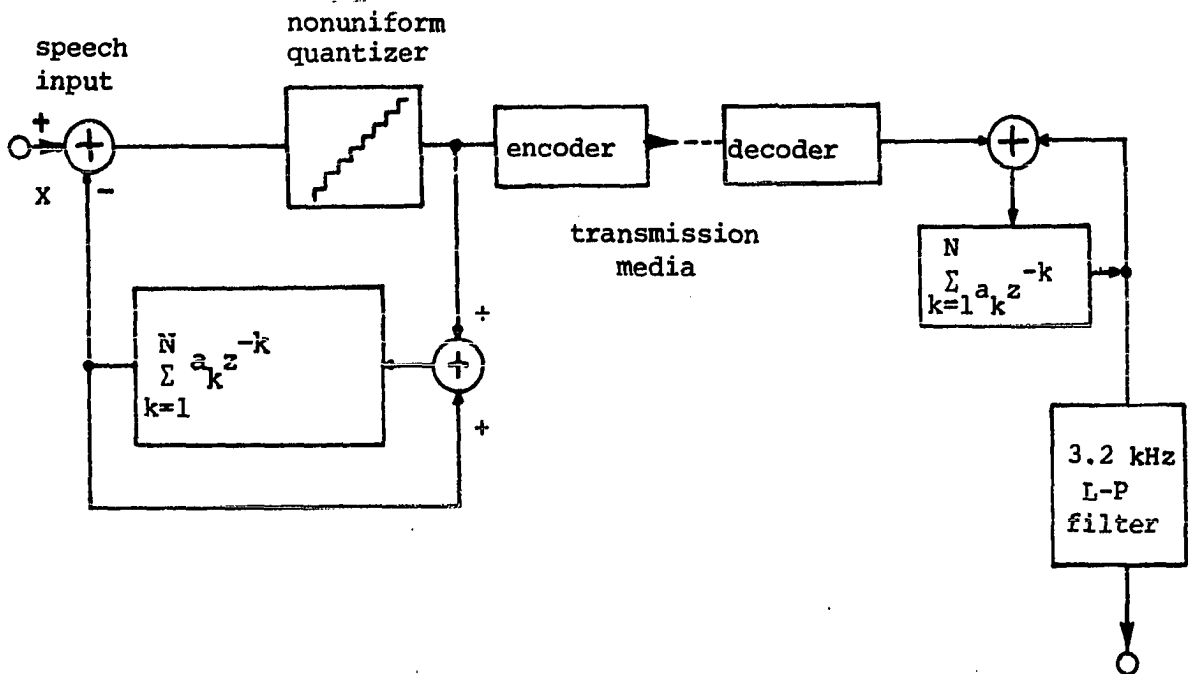 nonuniform
quantizer
speech
input
+
+
X
-
encoder
decoder
+
transmission
media
N
Σ a_k z^-k
k=1
+
+
+
N
Σ a_k z^-k
k=1
3.2 kHz
L-P
filter